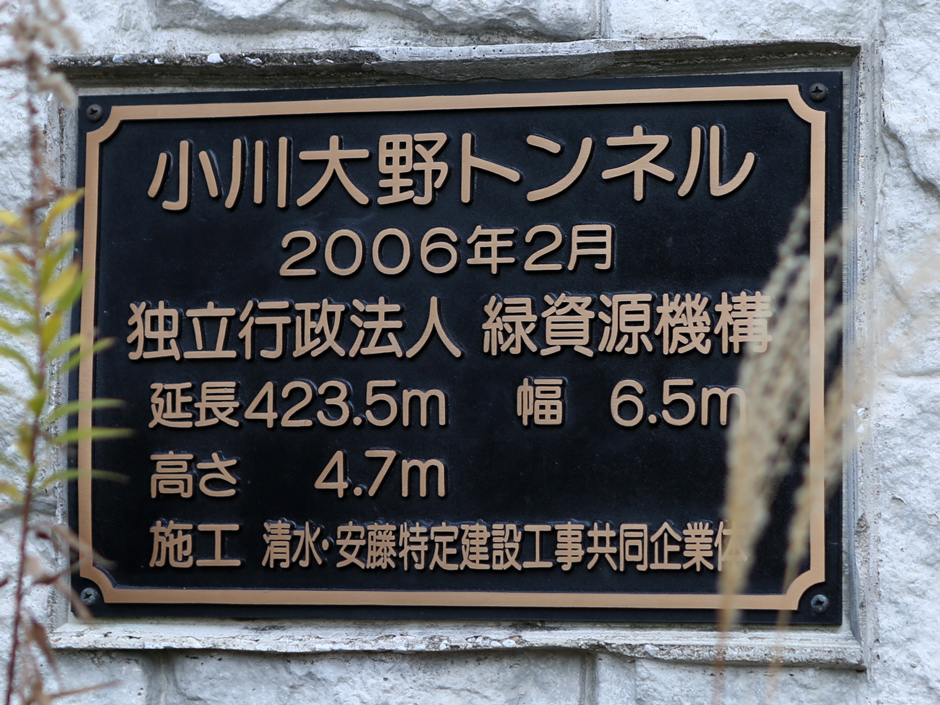 小川大野トンネル
2006年2月
独立行政法人 緑資源機構
延長423.5m 幅 6.5m
高さ 4.7m
施工 清水・安藤特定建設工事共同企業体